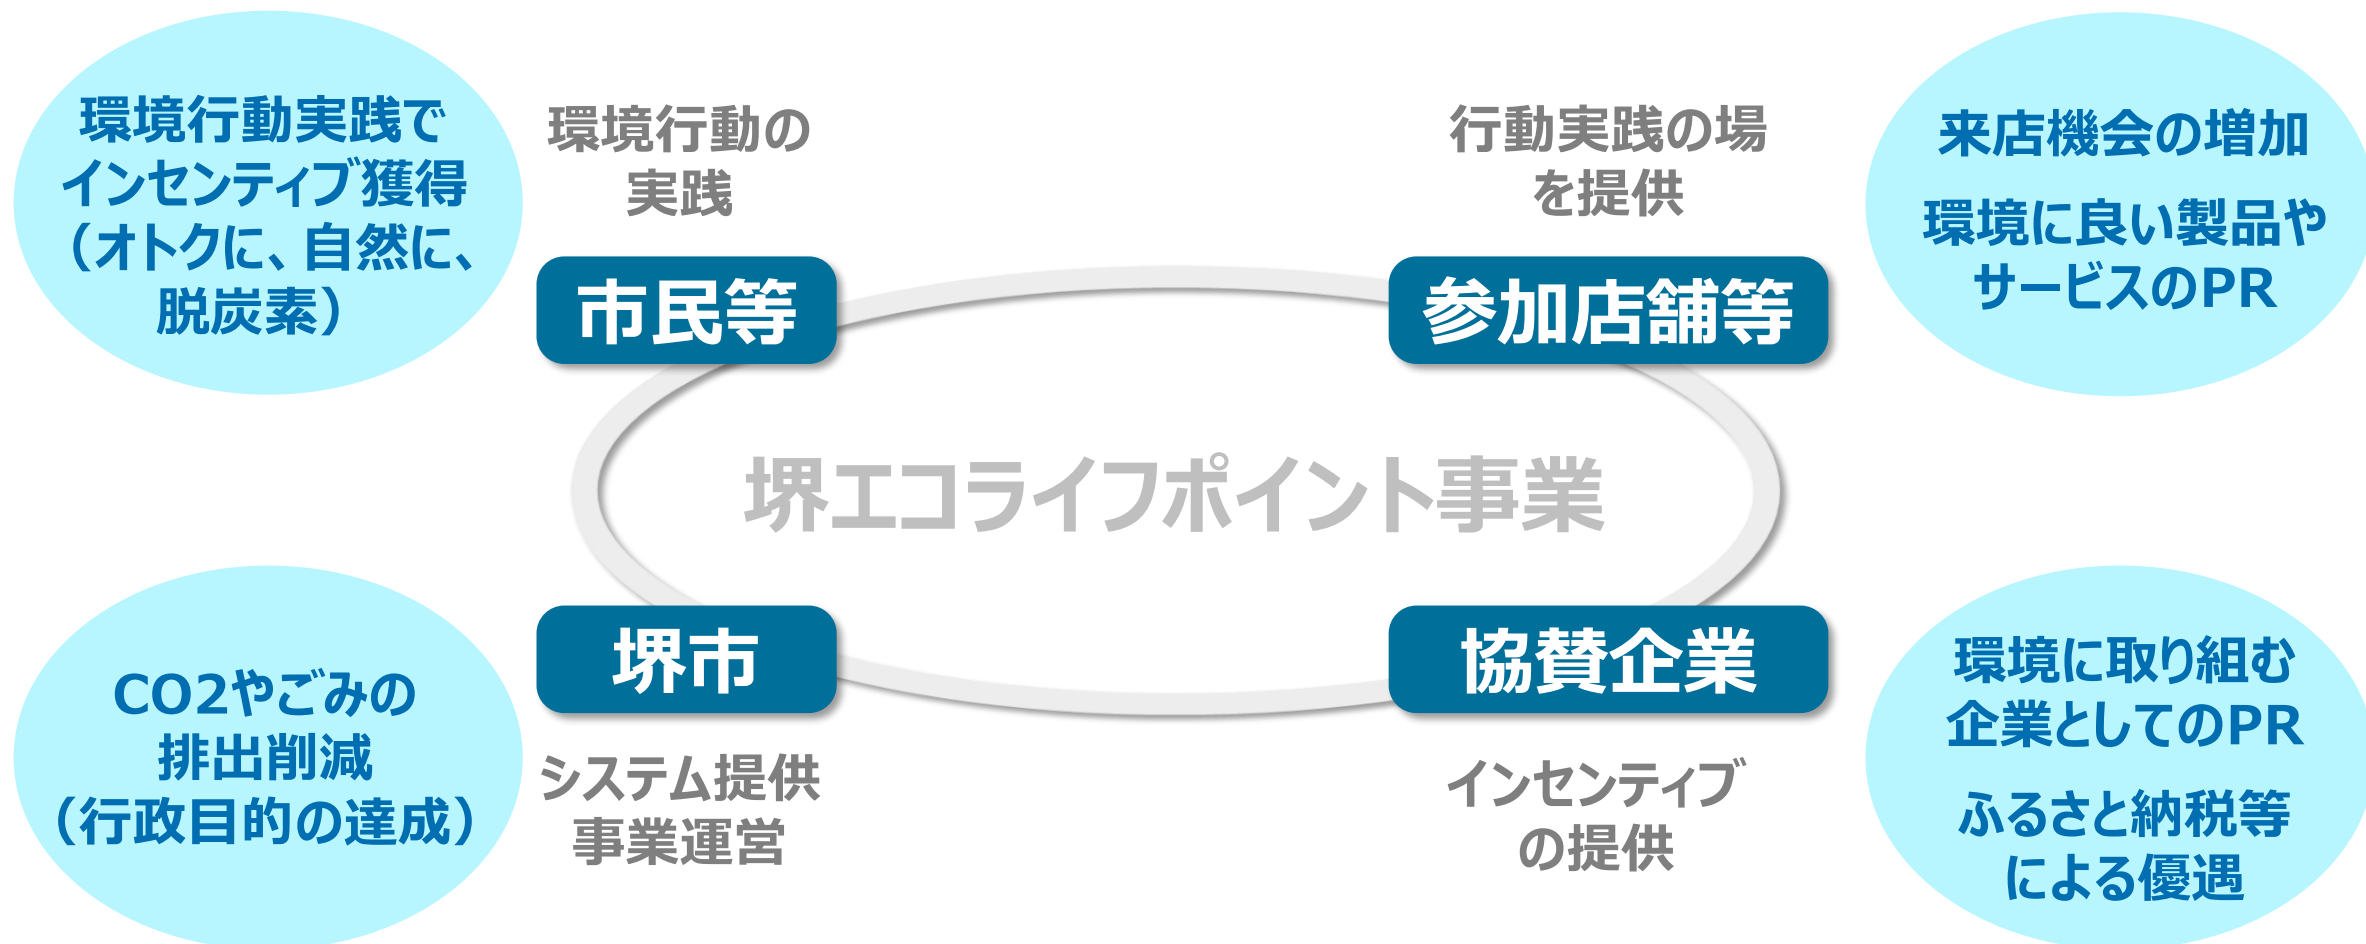 環境行動実践で
インセンティブ獲得
（オトクに、自然に、
脱炭素）
環境行動の
実践
市民等
行動実践の場
を提供
参加店舗等
来店機会の増加
環境に良い製品や
サービスのPR
堺エコライフポイント事業
CO2やごみの
排出削減
（行政目的の達成）
堺市
システム提供
事業運営
協賛企業
インセンティブ
の提供
環境に取り組む
企業としてのPR
ふるさと納税等
による優遇